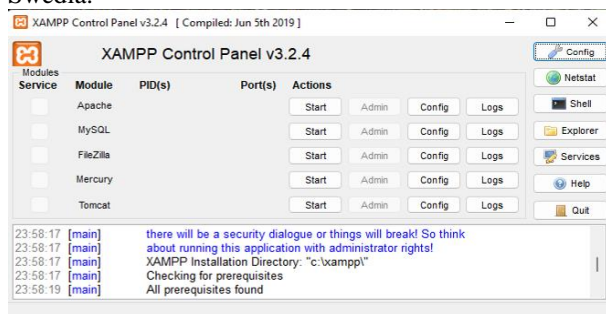 Swedia.
XAMPP Control Panel v3.2.4 [ Compiled: Jun 5th 2019 ]
XAMPP Control Panel v3.2.4
Config
Modules
Service Module PID(s) Port(s) Actions
Netstat
Apache Start Admin Config Logs
Shell
MySQL Start Admin Config Logs
Explorer
FileZilla Start Admin Config Logs
Services
Mercury Start Admin Config Logs
Help
Tomcat Start Admin Config Logs
Quit
23:58:17 [main] there will be a security dialogue or things will break! So think
23:58:17 [main] about running this application with administrator rights!
23:58:17 [main] XAMPP Installation Directory: "c:\xampp\"
23:58:17 [main] Checking for prerequisites
23:58:19 [main] All prerequisites found